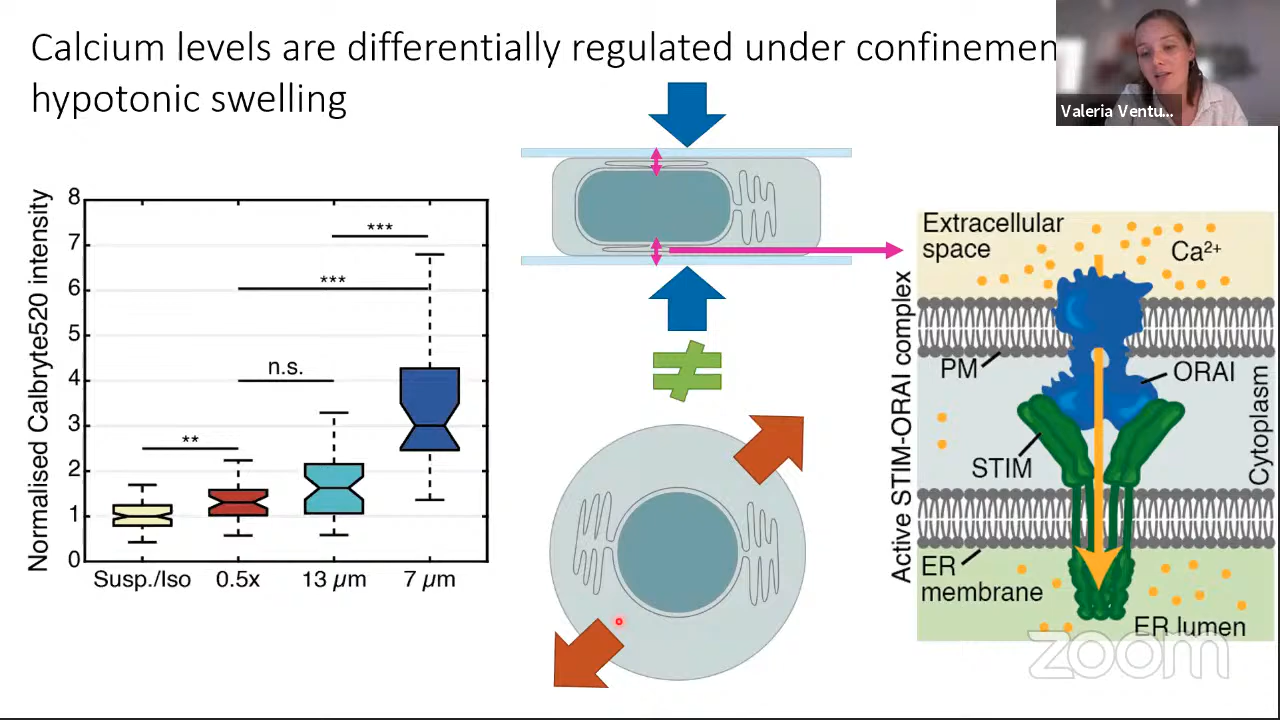 Calcium levels are differentially regulated under confinemen
hypotonic swelling
Valeria Ventu...
Normalised Calbryte520 intensity
8
7
6
5
4
3
2
1
0
***
***
n.s.
**
Susp./Iso 0.5x 13 µm 7 µm
Active STIM-ORAI complex
Extracellular
space
Ca²⁺
PM
ORAI
STIM
Cytoplasm
ER
membrane
ER lumen
zoom